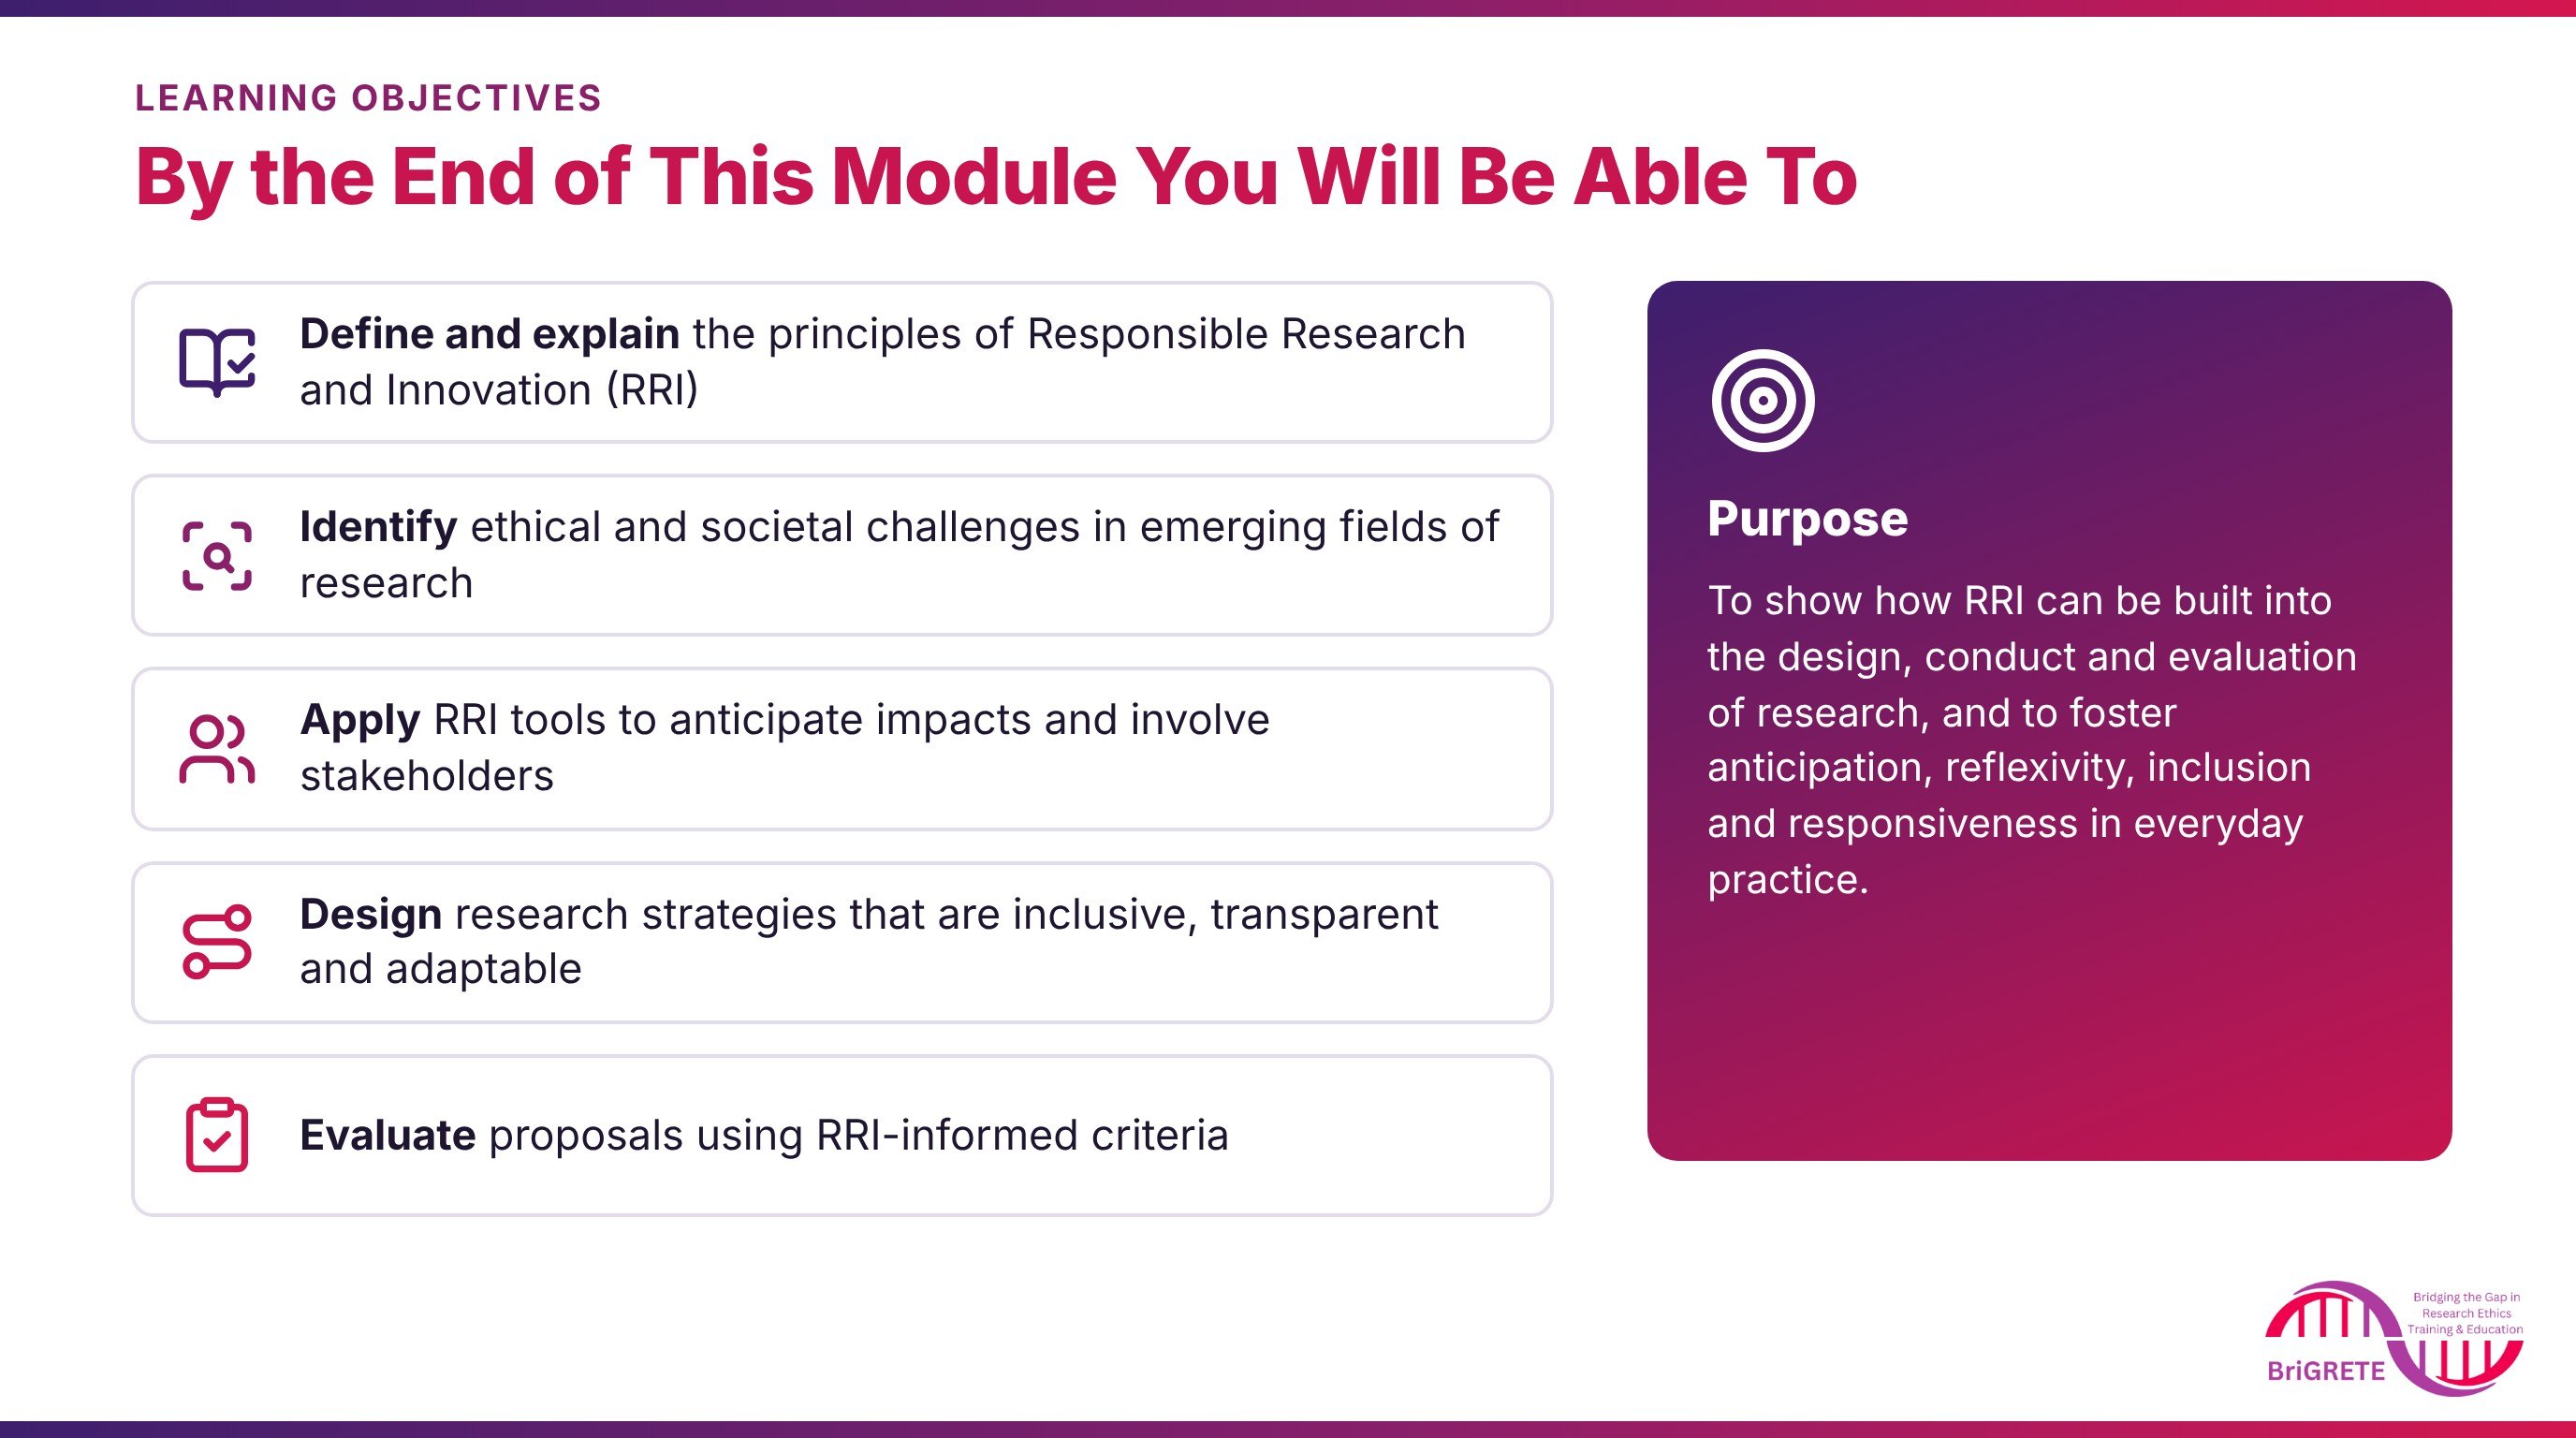 LEARNING OBJECTIVES
By the End of This Module You Will Be Able To
Define and explain the principles of Responsible Research
and Innovation (RRI)
Identify ethical and societal challenges in emerging fields of
research
Apply RRI tools to anticipate impacts and involve
stakeholders
Design research strategies that are inclusive, transparent
and adaptable
Evaluate proposals using RRI-informed criteria
Purpose
To show how RRI can be built into
the design, conduct and evaluation
of research, and to foster
anticipation, reflexivity, inclusion
and responsiveness in everyday
practice.
Bridging the Gap in
Research Ethics
Training & Education
BriGRETE